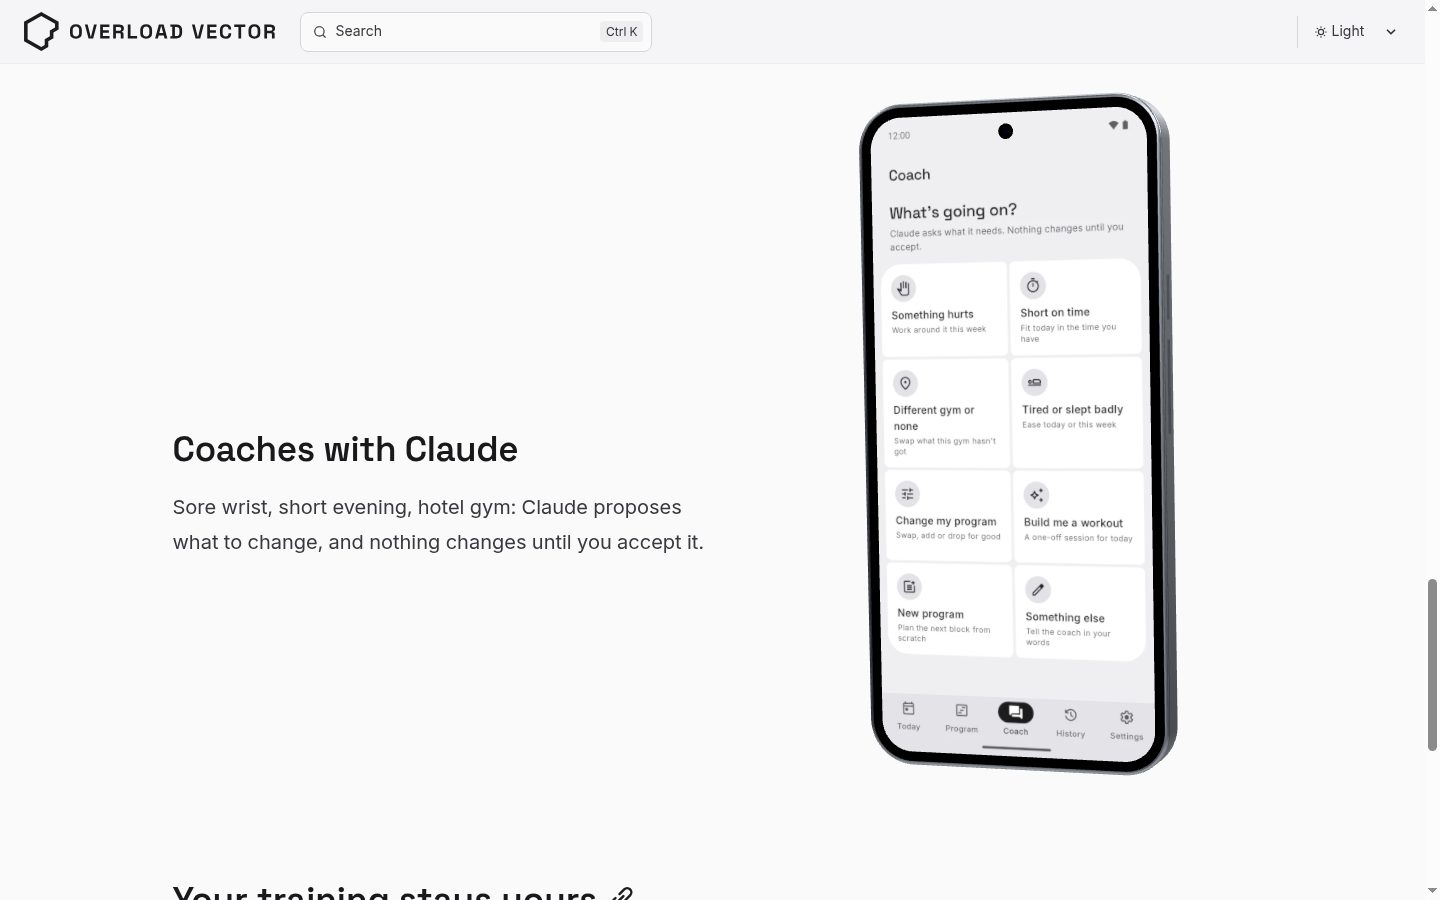 OVERLOAD VECTOR
Search
Ctrl K
Light
Coaches with Claude
Sore wrist, short evening, hotel gym: Claude proposes
what to change, and nothing changes until you accept it.
12:00
Coach
What's going on?
Claude asks what it needs. Nothing changes until you
accept.
Something hurts
Work around it this week
Short on time
Fit today in the time you
have
Different gym or
none
Swap what this gym hasn't
got
Tired or slept badly
Ease today or this week
Change my program
Swap, add or drop for good
Build me a workout
A one-off session for today
New program
Plan the next block from
scratch
Something else
Tell the coach in your
words
Today
Program
Coach
History
Settings
Your training stays yours